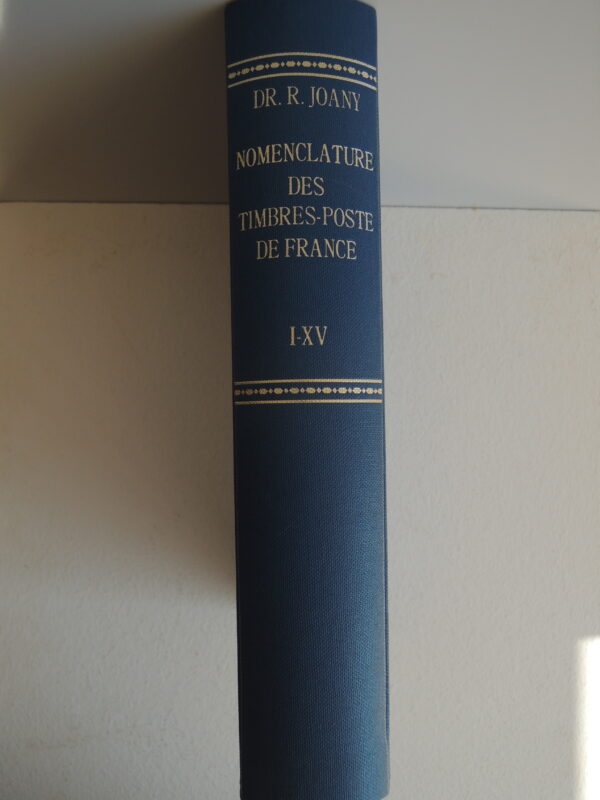 DR. R. JOANY
NOMENCLATURE
DES
TIMBRES-POSTE
DE FRANCE
I-XV